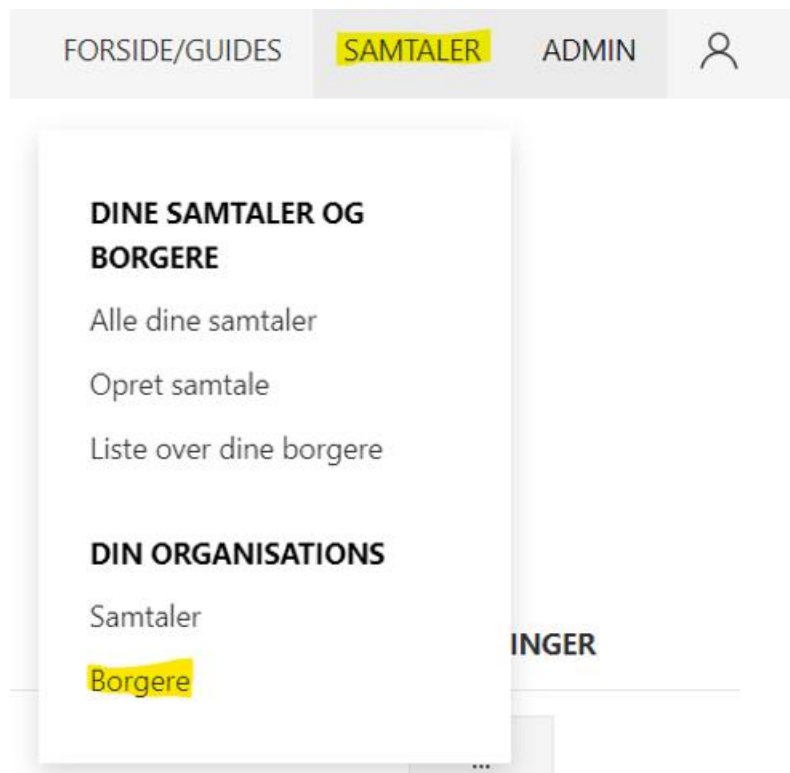 FORSIDE/GUIDES SAMTALER ADMIN
DINE SAMTALER OG
BORGERE
Alle dine samtaler
Opret samtale
Liste over dine borgere
DIN ORGANISATIONS
Samtaler
INGER
Borgere
...